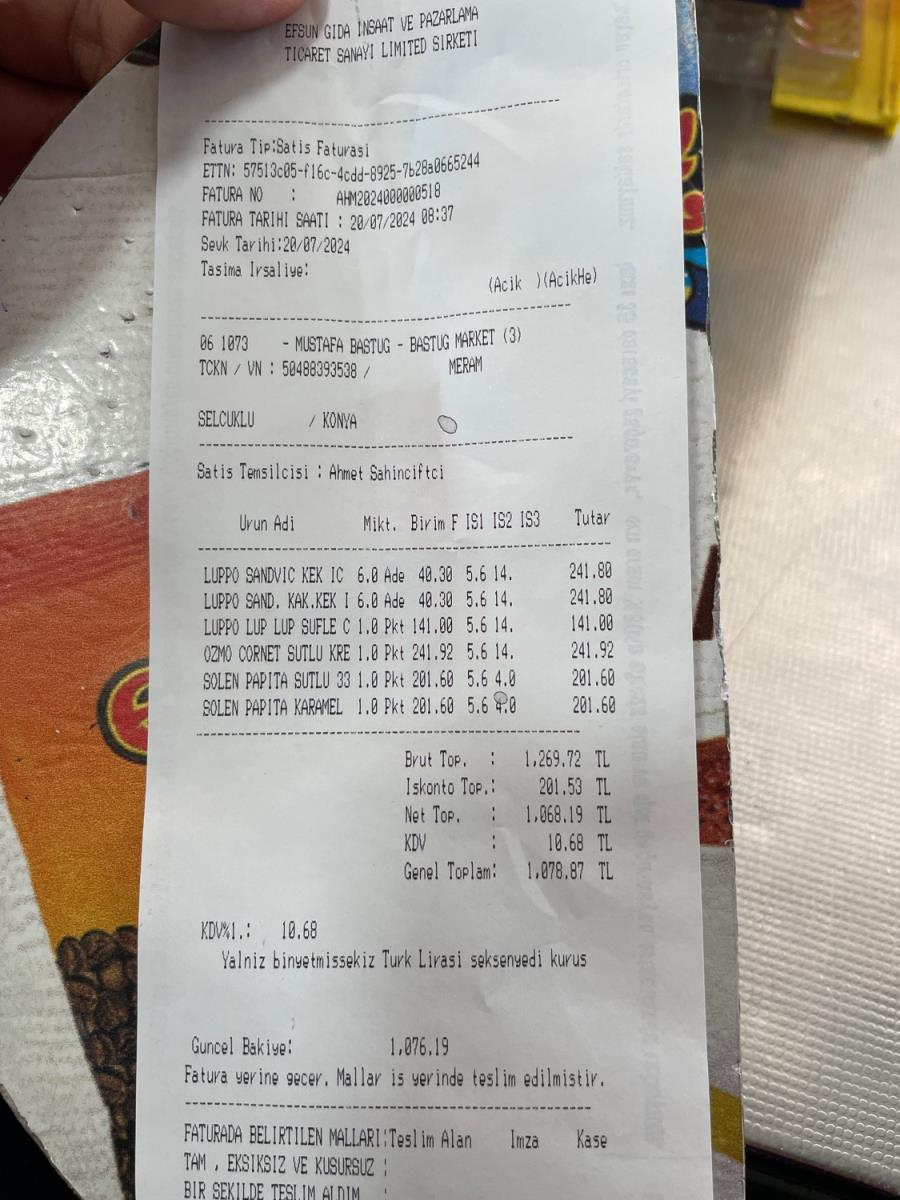 EFSUN GIDA İNSAAT VE PAZARLAMA
TICARET SANAYI LIMITED SIRKETI
Fatura Tip:Satis Faturasi
ETTN: 57513c05-f16c-4cdd-8925-7b28a0665244
FATURA NO : AHM2024000000518
FATURA TARIHI SAATI : 20/07/2024 08:37
Sevk Tarihi:20/07/2024
Tasima Irsaliye:
(Acik )(AcikHe)
06 1073 - MUSTAFA BASTUG - BASTUG MARKET (3)
TCKN / VN : 50488393538 / MERAM
SELCUKLU / KONYA
Satis Temsilcisi : Ahmet Sahinciftci
Urun Adi Mikt. Birim F IS1 IS2 IS3 Tutar
LUPPO SANDVIC KEK IC 6.0 Ade 40.30 5.6 14. 241.80
LUPPO SAND. KAK.KEK I 6.0 Ade 40.30 5.6 14. 241.80
LUPPO LUP LUP SUFLE C 1.0 Pkt 141.00 5.6 14. 141.00
OZMO CORNET SUTLU KRE 1.0 Pkt 241.92 5.6 14. 241.92
SOLEN PAPITA SUTLU 33 1.0 Pkt 201.60 5.6 4.0 201.60
SOLEN PAPITA KARAMEL 1.0 Pkt 201.60 5.6 4.0 201.60
Brut Top. : 1,269.72 TL
Iskonto Top.: 201.53 TL
Net Top. : 1,068.19 TL
KDV : 10.68 TL
Genel Toplam: 1,078.87 TL
KDV%1.: 10.68
Yalniz binyetmissekiz Turk Lirasi seksenyedi kurus
Guncel Bakiye: 1,076.19
Fatura yerine gecer. Mallar is yerinde teslim edilmistir.
FATURADA BELIRTILEN MALLARI:Teslim Alan Imza Kase
TAM , EKSIKSIZ VE KUSURSUZ :
BIR SEKILDE TESLIM ALDIM